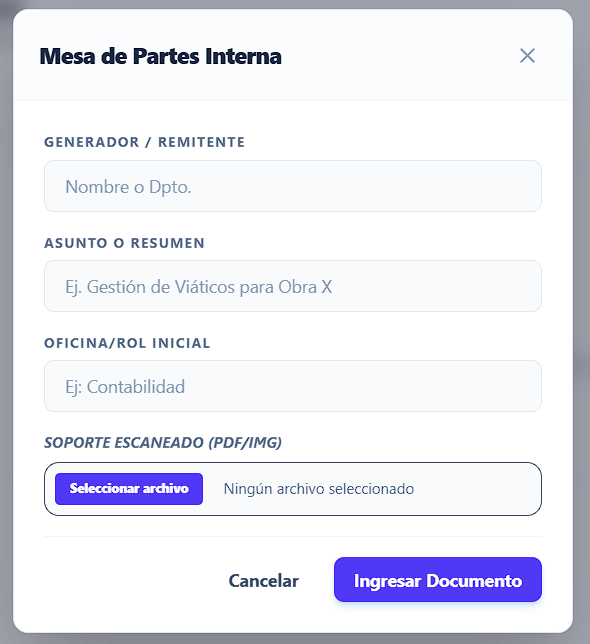 Mesa de Partes Interna
GENERADOR / REMITENTE
Nombre o Dpto.
ASUNTO O RESUMEN
Ej. Gestión de Viáticos para Obra X
OFICINA/ROL INICIAL
Ej: Contabilidad
SOPORTE ESCANEADO (PDF/IMG)
Seleccionar archivo Ningún archivo seleccionado
Cancelar Ingresar Documento